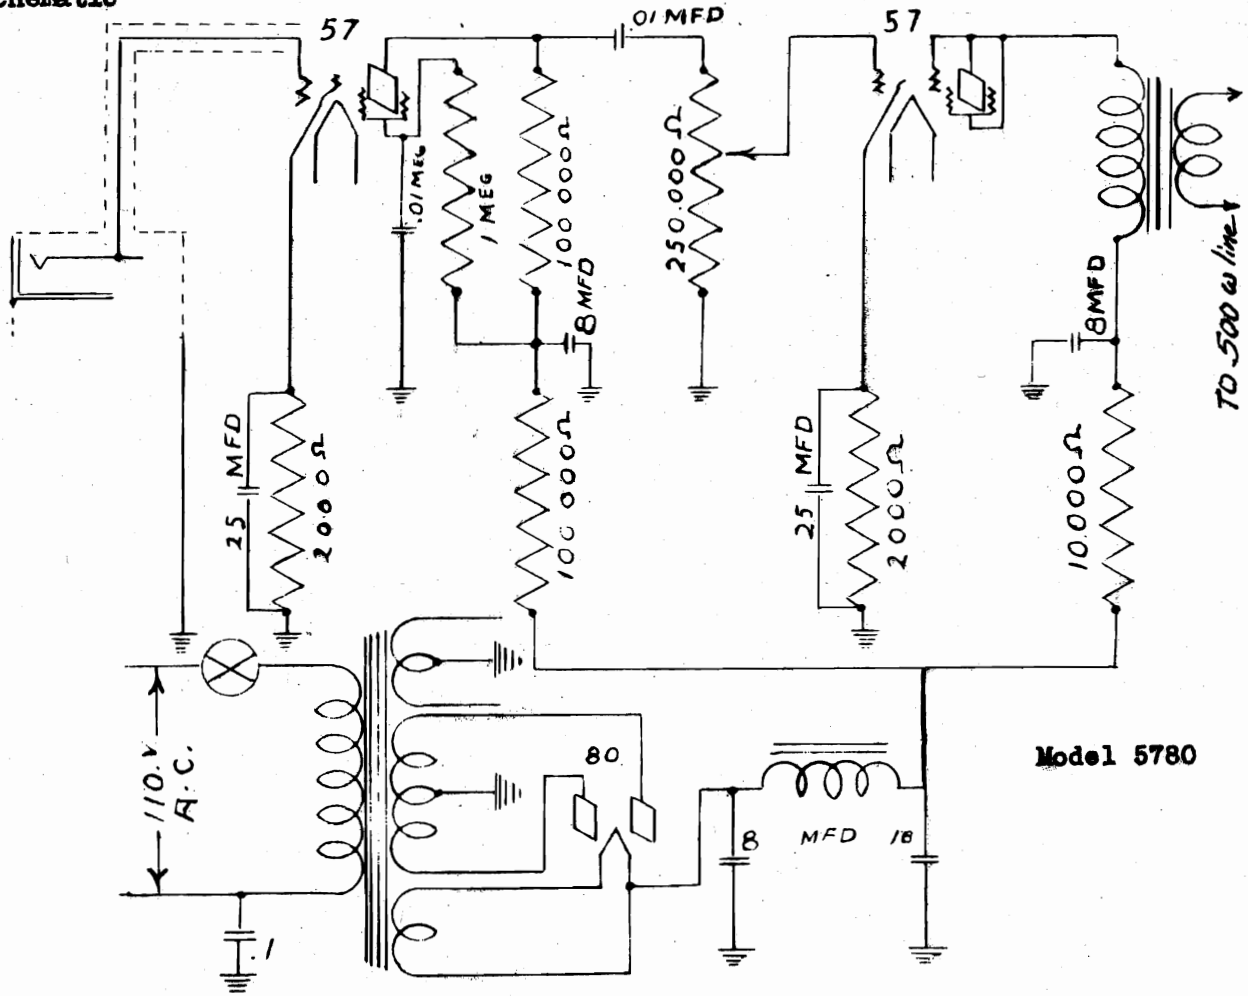 57
.01 MFD
57
.01 MEG
1 MEG
100 000 Ω
8 MFD
250.000 Ω
8 MFD
TO 500 ω line
25 MFD
2000 Ω
100 000 Ω
25 MFD
2000 Ω
10.000 Ω
110. V
A.C.
80
Model 5780
8
MFD
.1